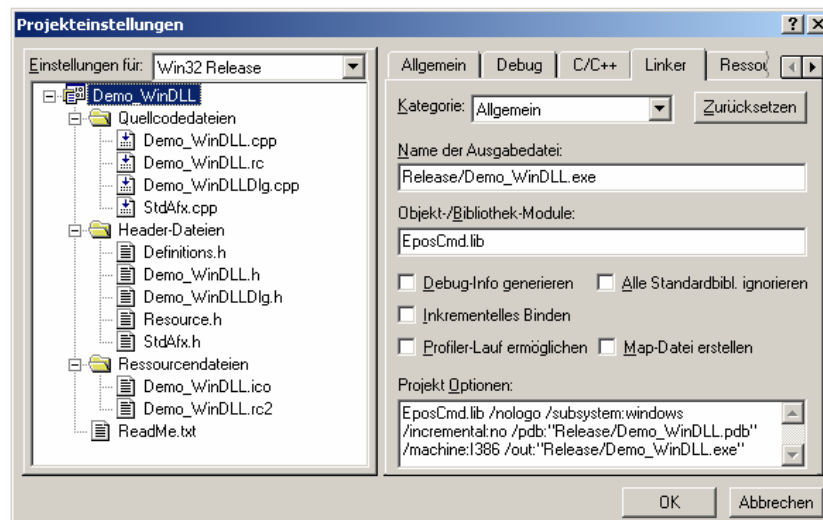 Projekteinstellungen
Einstellungen für: Win32 Release
Demo_WinDLL
Quellcodedateien
Demo_WinDLL.cpp
Demo_WinDLL.rc
Demo_WinDLLDlg.cpp
StdAfx.cpp
Header-Dateien
Definitions.h
Demo_WinDLL.h
Demo_WinDLLDlg.h
Resource.h
StdAfx.h
Ressourcendateien
Demo_WinDLL.ico
Demo_WinDLL.rc2
ReadMe.txt
Allgemein Debug C/C++ Linker Ressou
Kategorie: Allgemein Zurücksetzen
Name der Ausgabedatei:
Release/Demo_WinDLL.exe
Objekt-/Bibliothek-Module:
EposCmd.lib
Debug-Info generieren Alle Standardbibl. ignorieren
Inkrementelles Binden
Profiler-Lauf ermöglichen Map-Datei erstellen
Projekt Optionen:
EposCmd.lib /nologo /subsystem:windows
/incremental:no /pdb:"Release/Demo_WinDLL.pdb"
/machine:I386 /out:"Release/Demo_WinDLL.exe"
OK Abbrechen